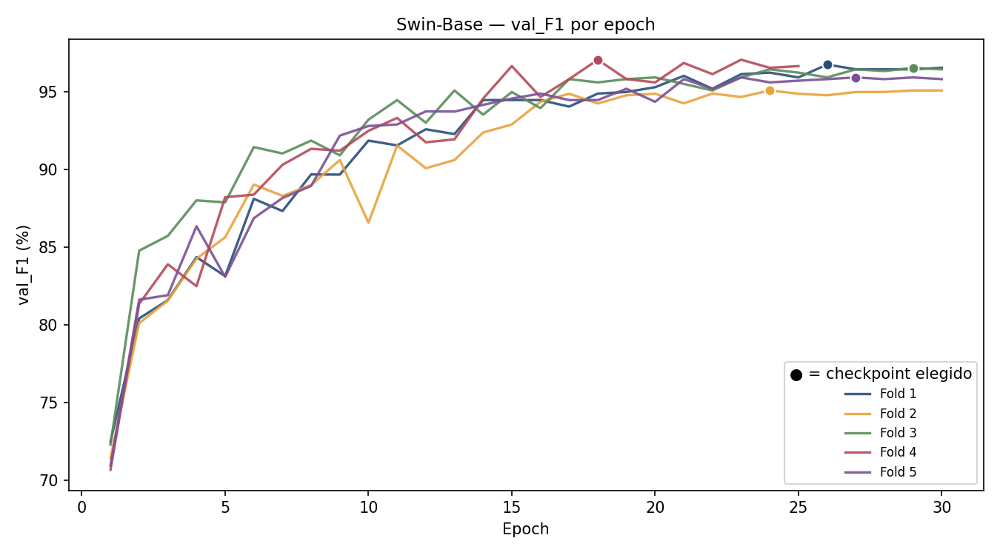 Swin-Base — val_F1 por epoch
val_F1 (%)
95
90
85
80
75
70
0 5 10 15 20 25 30
Epoch
● = checkpoint elegido
Fold 1
Fold 2
Fold 3
Fold 4
Fold 5